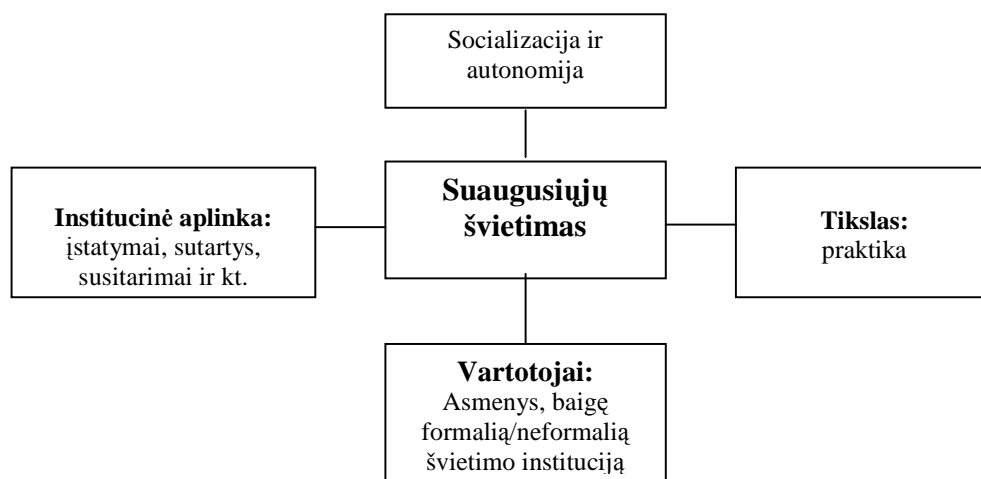 Socializacija ir
autonomija
Institucinė aplinka:
įstatymai, sutartys,
susitarimai ir kt.
Suaugusiųjų
švietimas
Tikslas:
praktika
Vartotojai:
Asmenys, baigę
formalią/neformalią
švietimo instituciją